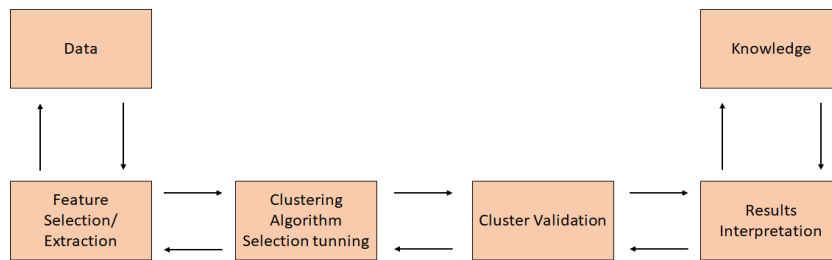 Data
Knowledge
Feature
Selection/
Extraction
Clustering
Algorithm
Selection tunning
Cluster Validation
Results
Interpretation